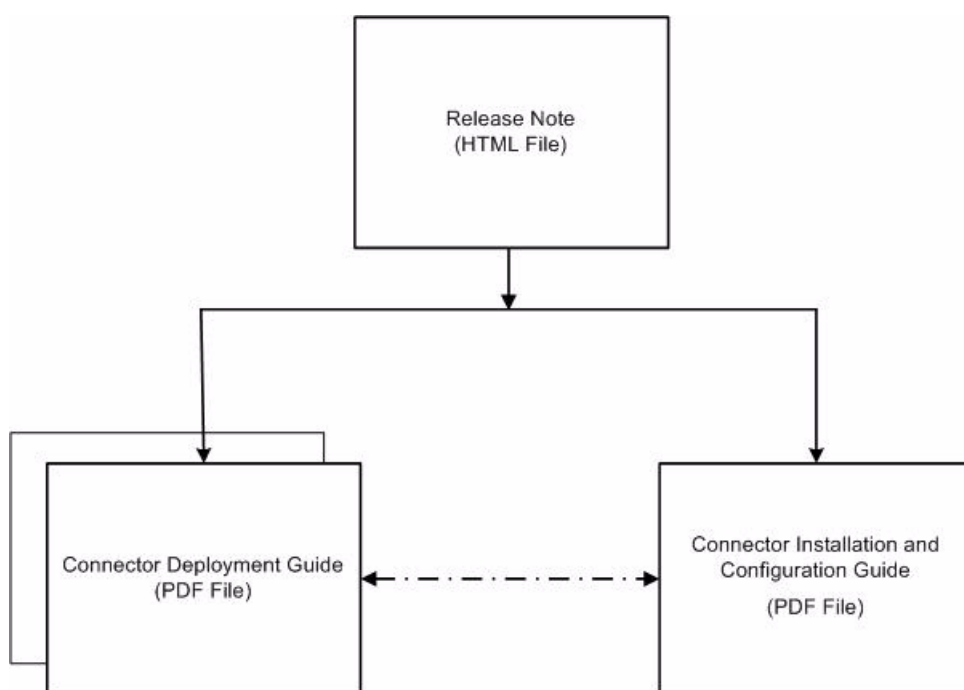 Release Note
(HTML File)
Connector Deployment Guide
(PDF File)
Connector Installation and
Configuration Guide
(PDF File)